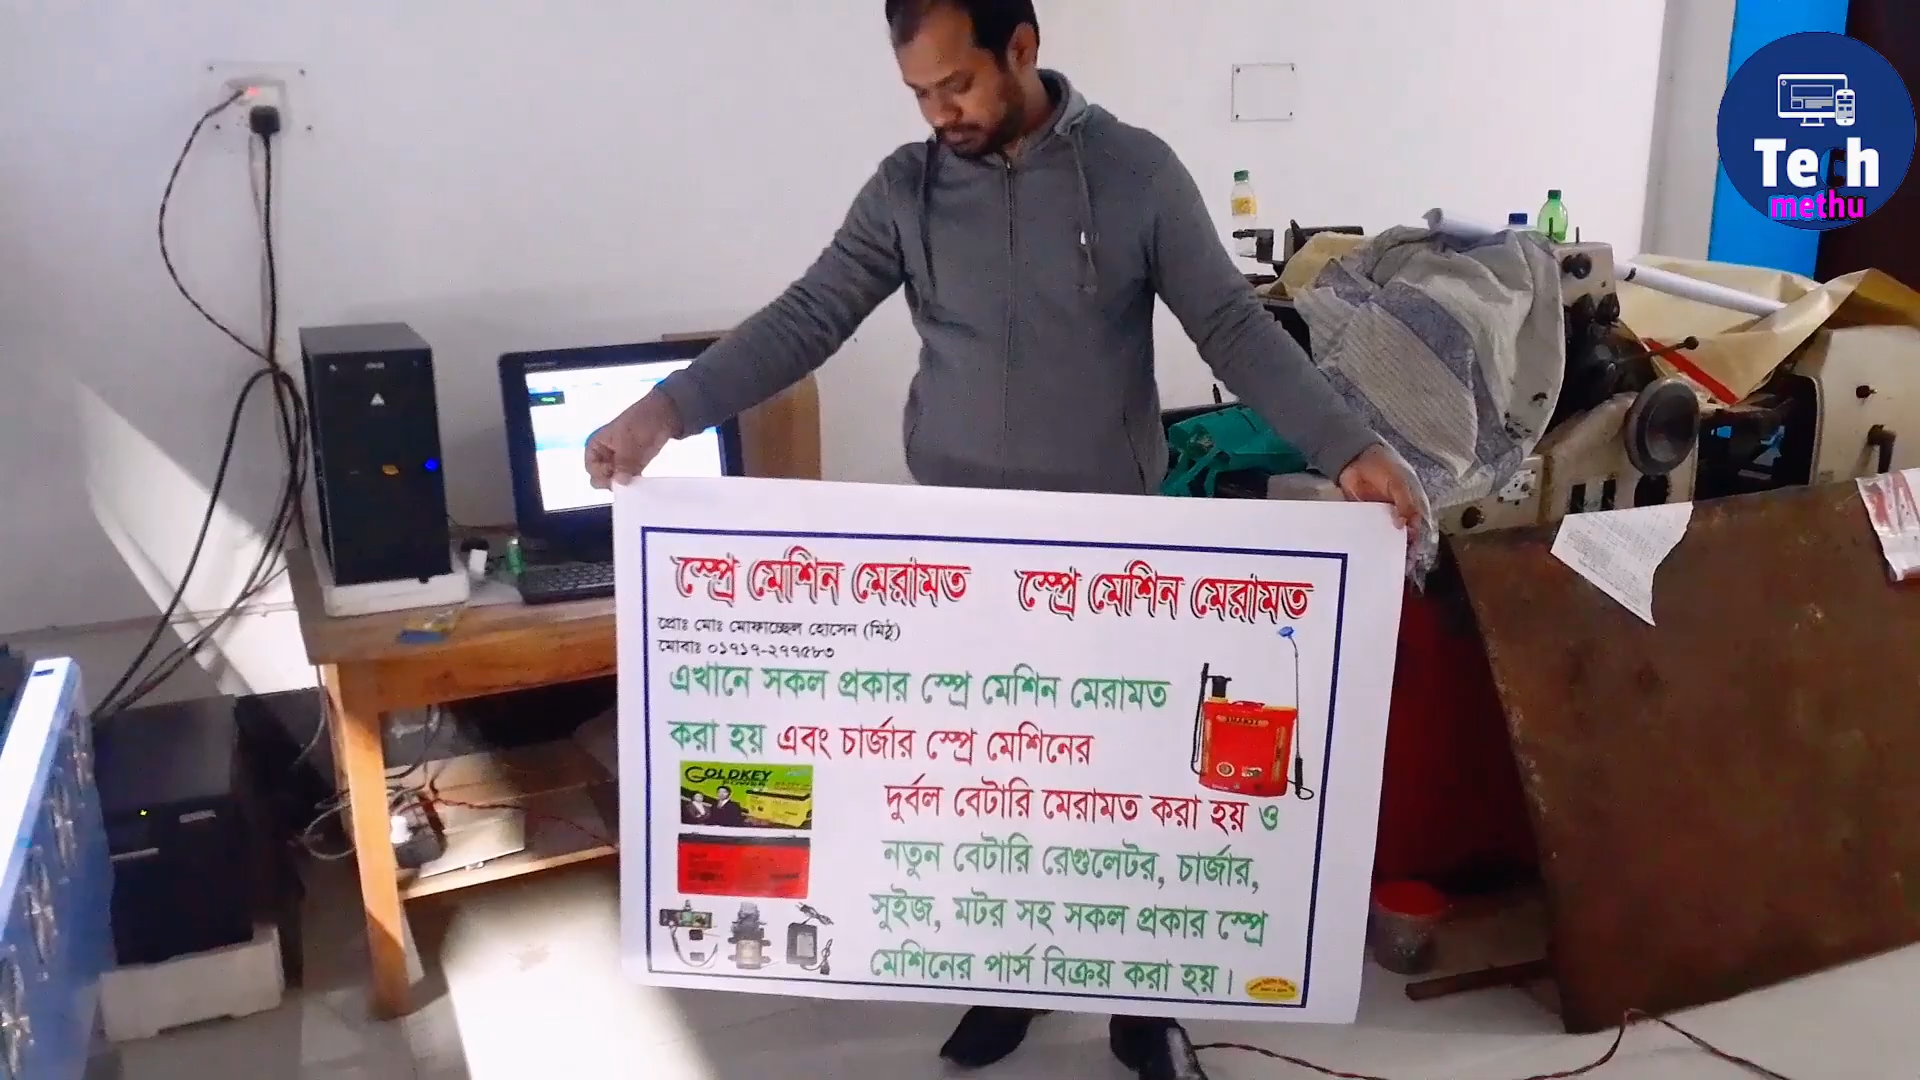 Tech
methu
স্প্রে মেশিন মেরামত স্প্রে মেশিন মেরামত
প্রোঃ মোঃ মোফাচ্ছেল হোসেন (মিঠু)
মোবাঃ ০১৭১৭-২৭৭৫৮৩
এখানে সকল প্রকার স্প্রে মেশিন মেরামত
করা হয় এবং চার্জার স্প্রে মেশিনের
দুর্বল বেটারি মেরামত করা হয় ও
নতুন বেটারি রেগুলেটর, চার্জার,
সুইজ, মটর সহ সকল প্রকার স্প্রে
মেশিনের পার্স বিক্রয় করা হয়।
GOLDKEY
POWER